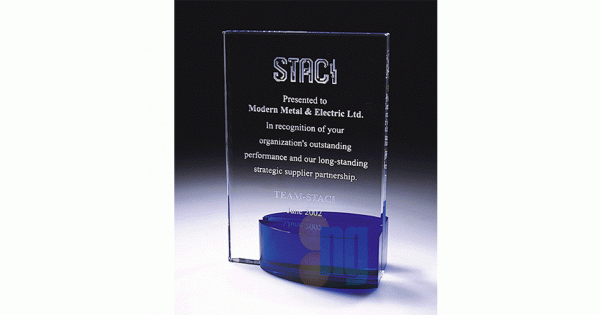 STACI
Presented to
Modern Metal & Electric Ltd.
In recognition of your
organization's outstanding
performance and our long-standing
strategic supplier partnership.
TEAM-STACI
June 2002